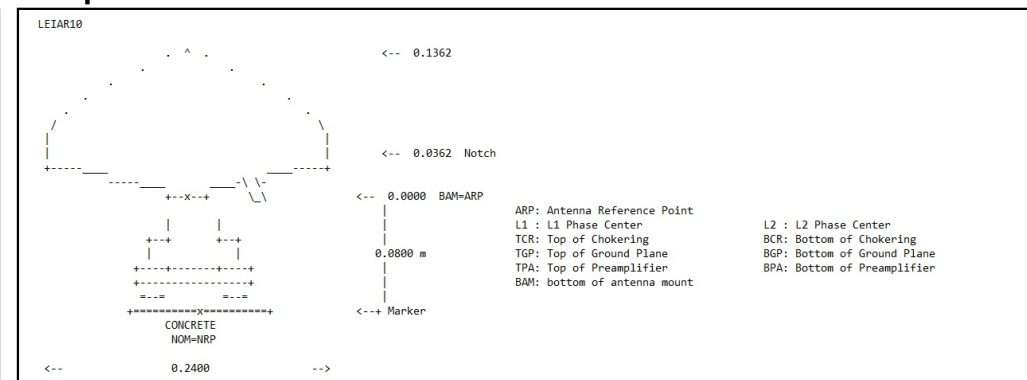 LEIAR10
<-- 0.1362
<-- 0.0362 Notch
<-- 0.0000 BAM=ARP
ARP: Antenna Reference Point
L1 : L1 Phase Center L2 : L2 Phase Center
TCR: Top of Chokering BCR: Bottom of Chokering
0.0800 m TGP: Top of Ground Plane BGP: Bottom of Ground Plane
TPA: Top of Preamplifier BPA: Bottom of Preamplifier
BAM: bottom of antenna mount
<--+ Marker
CONCRETE
NOM=NRP
<-- 0.2400 -->